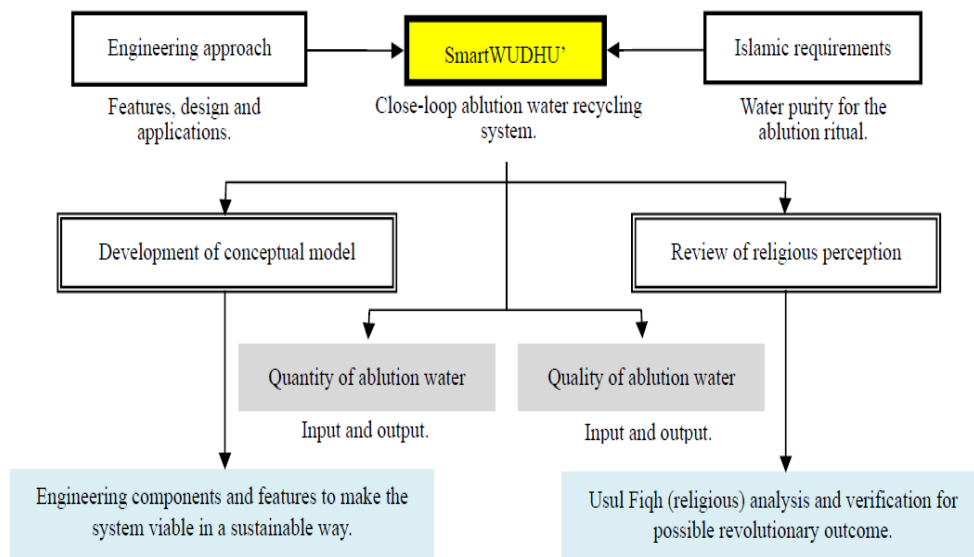 Engineering approach
SmartWUDHU’
Islamic requirements
Features, design and
applications.
Close-loop ablution water recycling
system.
Water purity for the
ablution ritual.
Development of conceptual model
Review of religious perception
Quantity of ablution water
Quality of ablution water
Input and output.
Input and output.
Engineering components and features to make the
system viable in a sustainable way.
Usul Fiqh (religious) analysis and verification for
possible revolutionary outcome.